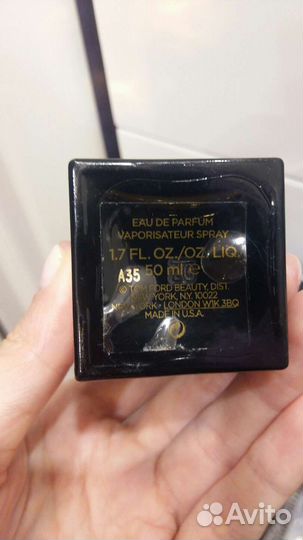 EAU DE PARFUM
VAPORISATEUR SPRAY
1.7 FL. OZ./OZ. LIQ.
A35 50 ml ℮
© TOM FORD BEAUTY, DIST.
NEW YORK, N.Y. 10022
NEW YORK • LONDON W1K 3BQ
MADE IN U.S.A.
Avito